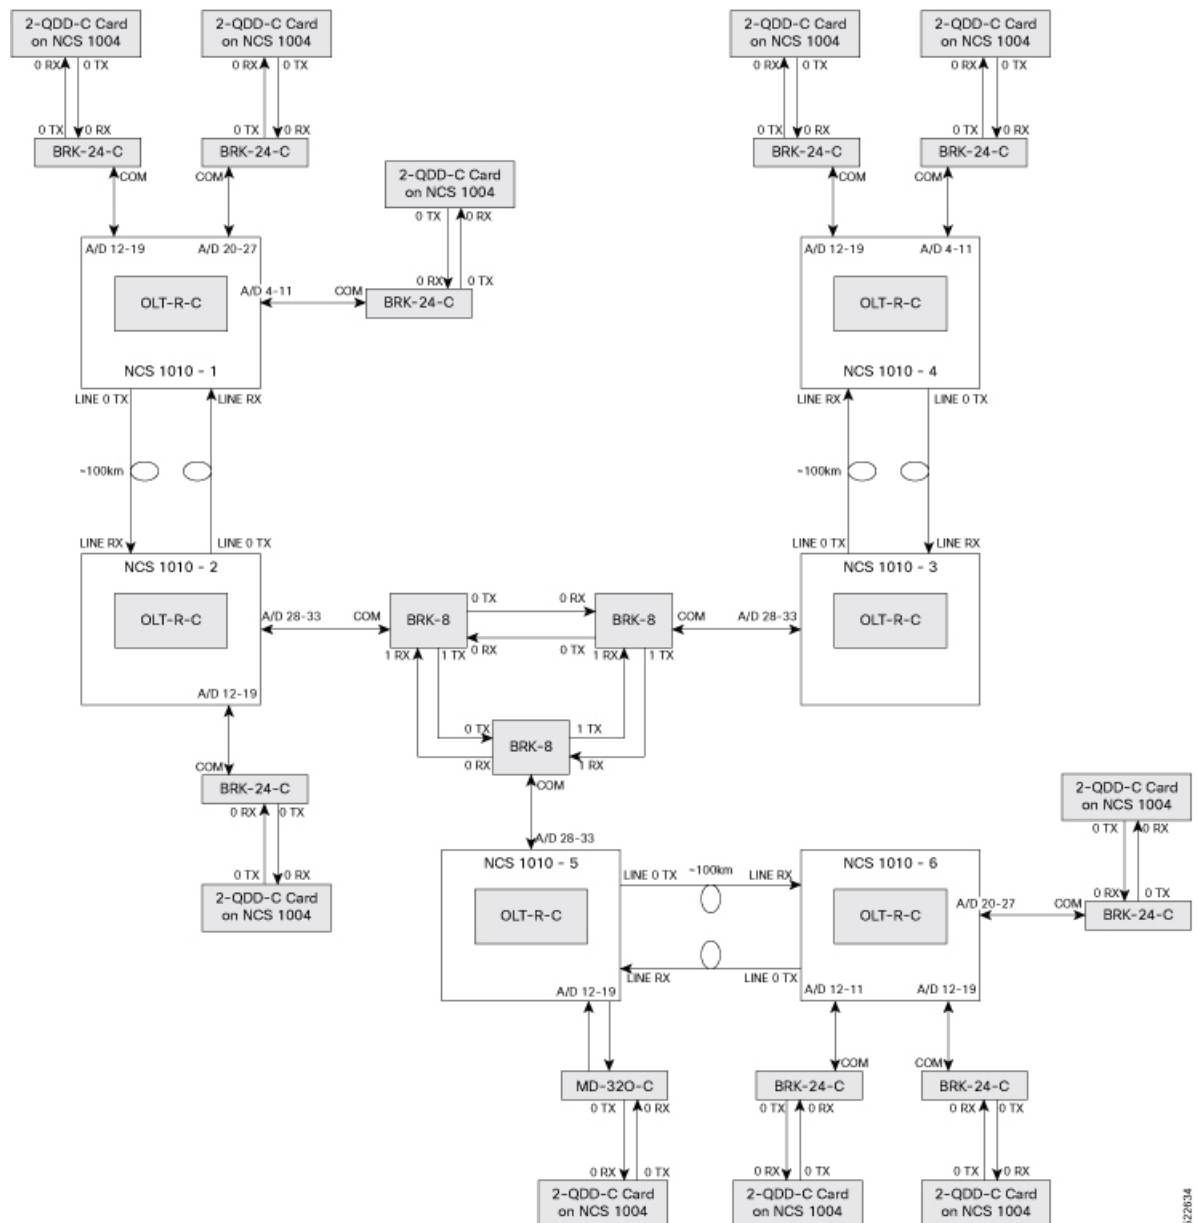 2-QDD-C Card
on NCS 1004
2-QDD-C Card
on NCS 1004
2-QDD-C Card
on NCS 1004
2-QDD-C Card
on NCS 1004
0 RX 0 TX
0 RX 0 TX
0 RX 0 TX
0 RX 0 TX
0 TX 0 RX
0 TX 0 RX
0 TX 0 RX
0 TX 0 RX
BRK-24-C
BRK-24-C
BRK-24-C
BRK-24-C
COM
COM
COM
COM
2-QDD-C Card
on NCS 1004
0 TX 0 RX
A/D 12-19
A/D 20-27
A/D 12-19
A/D 4-11
0 RX 0 TX
A/D 4-11
COM
BRK-24-C
OLT-R-C
OLT-R-C
NCS 1010 - 1
NCS 1010 - 4
LINE 0 TX
LINE RX
LINE RX
LINE 0 TX
~100km
~100km
LINE RX
LINE 0 TX
LINE 0 TX
LINE RX
NCS 1010 - 2
NCS 1010 - 3
OLT-R-C
A/D 28-33
COM
BRK-8
0 TX
0 RX
BRK-8
COM
A/D 28-33
OLT-R-C
1 RX
1 TX
0 RX
0 TX
1 RX
1 TX
A/D 12-19
0 TX
1 TX
BRK-8
0 RX
1 RX
COM
COM
BRK-24-C
0 RX 0 TX
0 TX 0 RX
2-QDD-C Card
on NCS 1004
2-QDD-C Card
on NCS 1004
0 TX 0 RX
0 RX 0 TX
BRK-24-C
A/D 28-33
NCS 1010 - 5
NCS 1010 - 6
LINE 0 TX
~100km
LINE RX
OLT-R-C
OLT-R-C
A/D 20-27
COM
LINE RX
LINE 0 TX
A/D 12-19
A/D 12-11
A/D 12-19
COM
COM
MD-32O-C
BRK-24-C
BRK-24-C
0 TX 0 RX
0 TX 0 RX
0 RX 0 TX
0 RX 0 TX
0 RX 0 TX
0 TX 0 RX
2-QDD-C Card
on NCS 1004
2-QDD-C Card
on NCS 1004
2-QDD-C Card
on NCS 1004